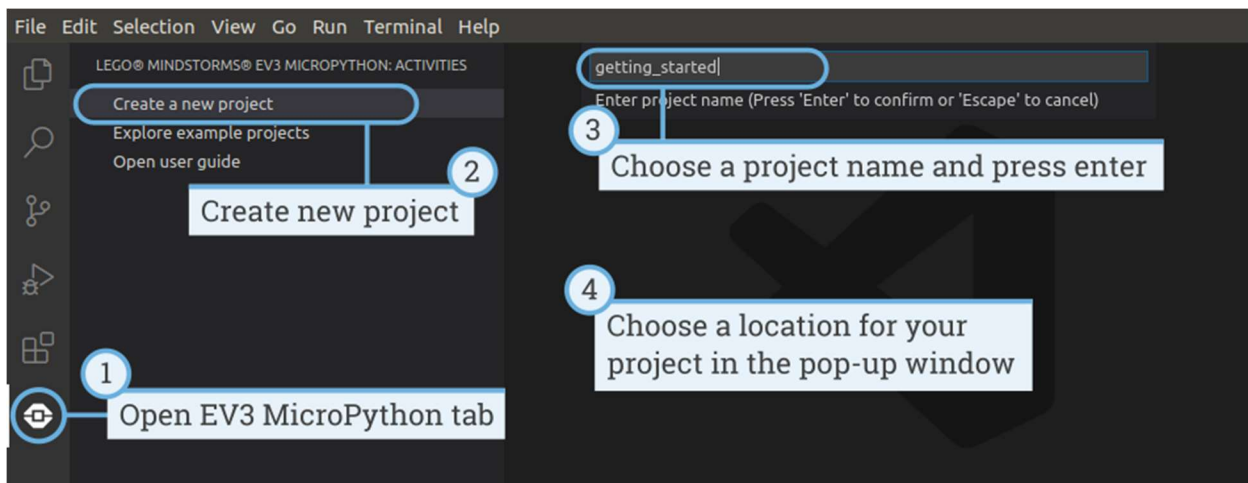 File Edit Selection View Go Run Terminal Help
LEGO® MINDSTORMS® EV3 MICROPYTHON: ACTIVITIES
Create a new project
Explore example projects
Open user guide
2
Create new project
1
Open EV3 MicroPython tab
getting_started
Enter project name (Press 'Enter' to confirm or 'Escape' to cancel)
3
Choose a project name and press enter
4
Choose a location for your
project in the pop-up window